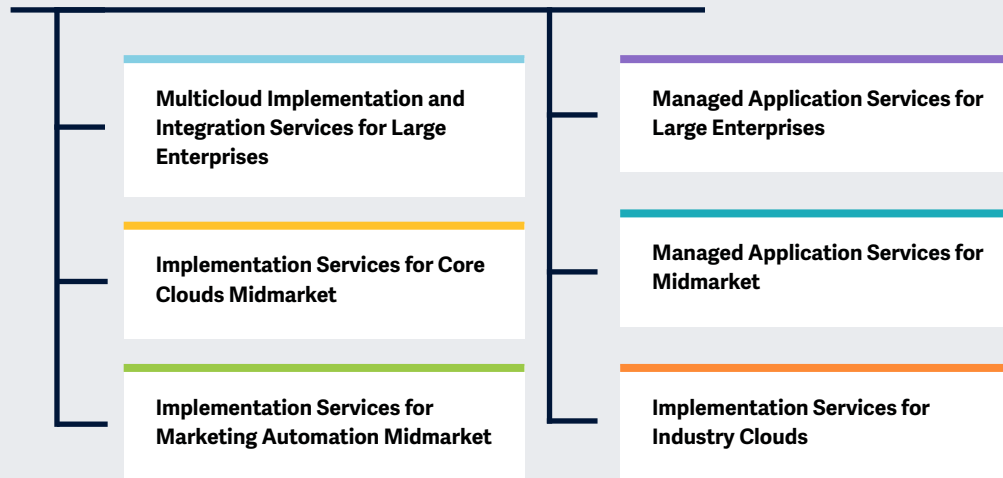 Multicloud Implementation and
Integration Services for Large
Enterprises
Implementation Services for Core
Clouds Midmarket
Implementation Services for
Marketing Automation Midmarket
Managed Application Services for
Large Enterprises
Managed Application Services for
Midmarket
Implementation Services for
Industry Clouds